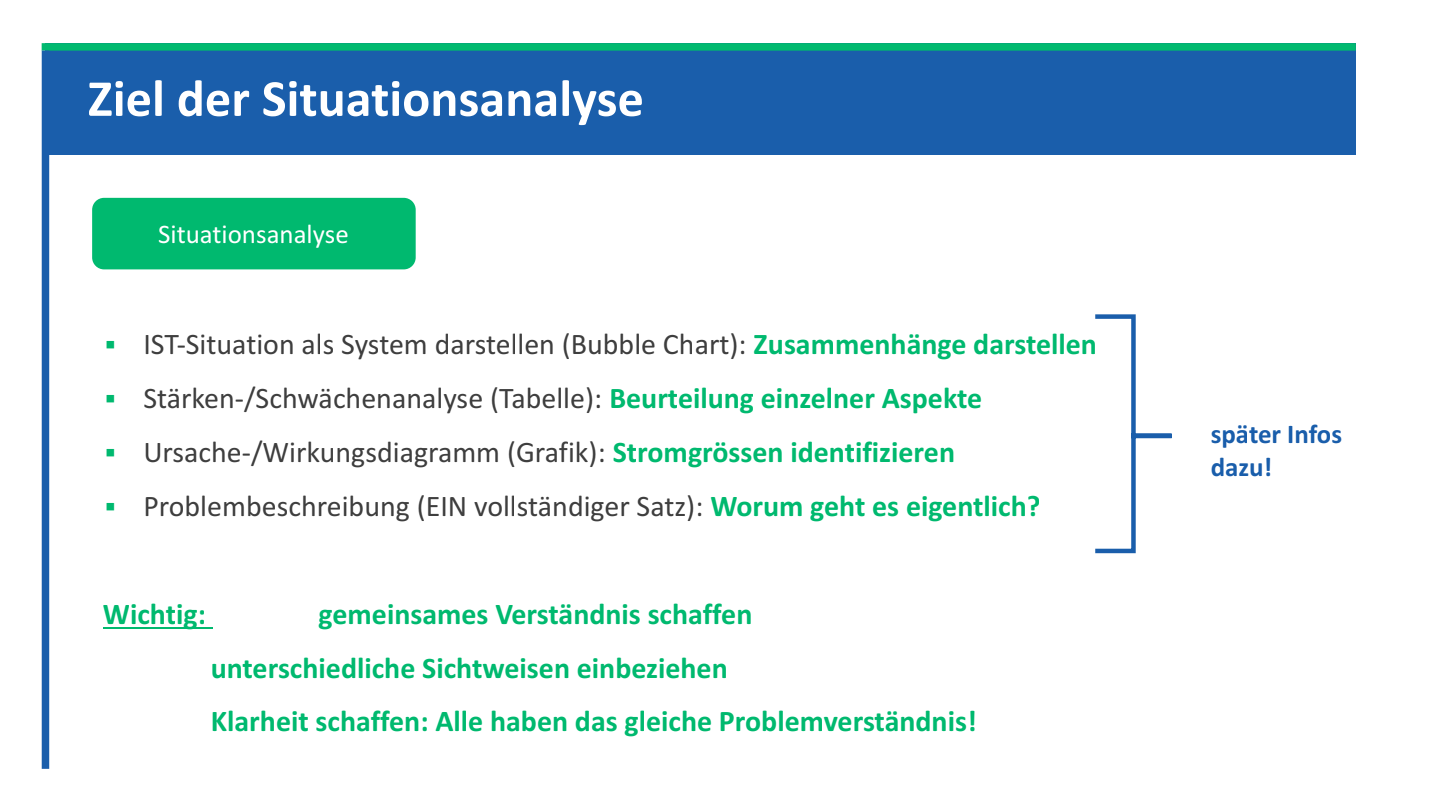 Ziel der Situationsanalyse
Situationsanalyse
▪ IST-Situation als System darstellen (Bubble Chart): Zusammenhänge darstellen
▪ Stärken-/Schwächenanalyse (Tabelle): Beurteilung einzelner Aspekte
▪ Ursache-/Wirkungsdiagramm (Grafik): Stromgrössen identifizieren
▪ Problembeschreibung (EIN vollständiger Satz): Worum geht es eigentlich?
später Infos
dazu!
Wichtig: gemeinsames Verständnis schaffen
unterschiedliche Sichtweisen einbeziehen
Klarheit schaffen: Alle haben das gleiche Problemverständnis!